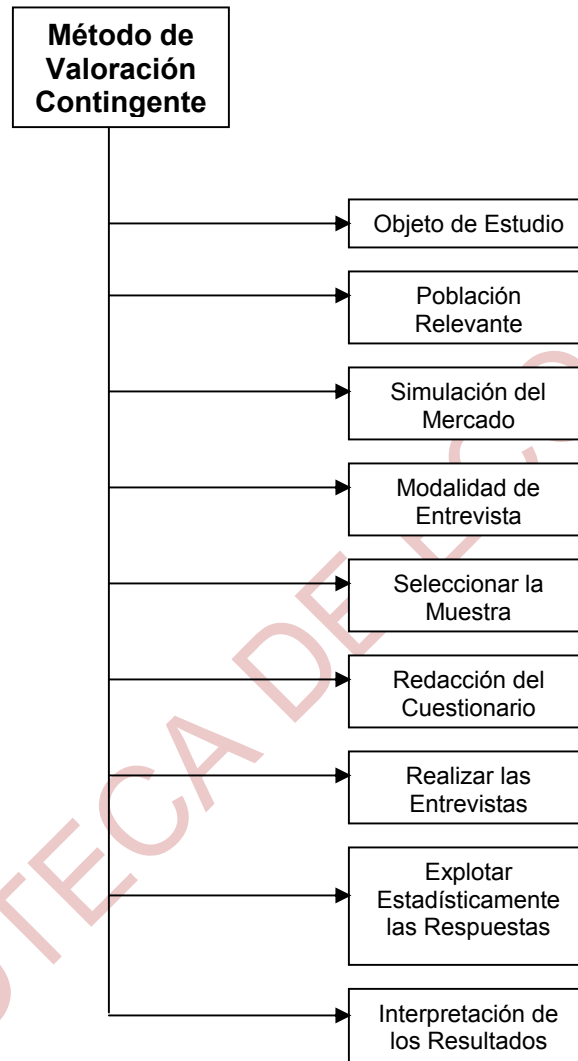 Método de
Valoración
Contingente
Objeto de Estudio
Población
Relevante
Simulación del
Mercado
Modalidad de
Entrevista
Seleccionar la
Muestra
Redacción del
Cuestionario
Realizar las
Entrevistas
Explotar
Estadísticamente
las Respuestas
Interpretación de
los Resultados